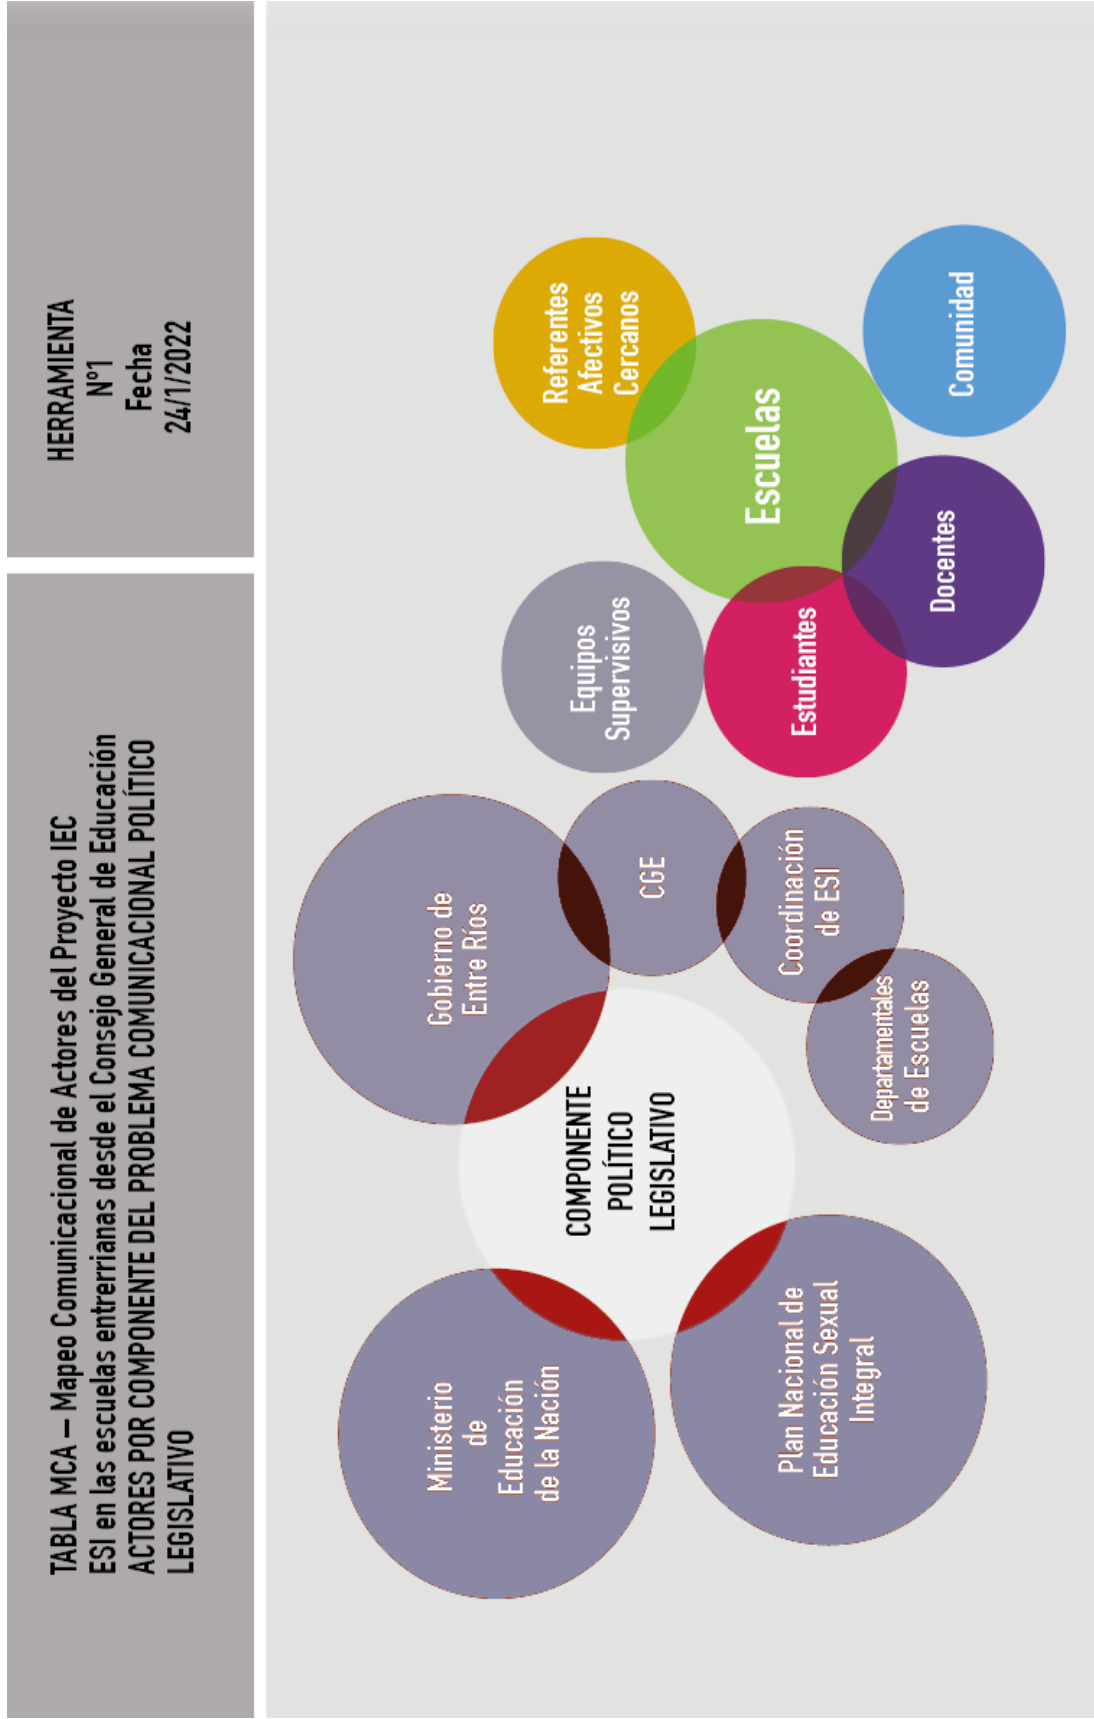 TABLA MCA – Mapeo Comunicacional de Actores del Proyecto IEC
ESI en las escuelas entrerrianas desde el Consejo General de Educación
ACTORES POR COMPONENTE DEL PROBLEMA COMUNICACIONAL POLÍTICO
LEGISLATIVO
HERRAMIENTA
Nº1
Fecha
24/1/2022
Ministerio
de
Educación
de la Nación
Plan Nacional de
Educación Sexual
Integral
COMPONENTE
POLÍTICO
LEGISLATIVO
Gobierno de
Entre Ríos
CGE
Coordinación
de ESI
Departamentales
de Escuelas
Equipos
Supervisivos
Estudiantes
Docentes
Escuelas
Referentes
Afectivos
Cercanos
Comunidad